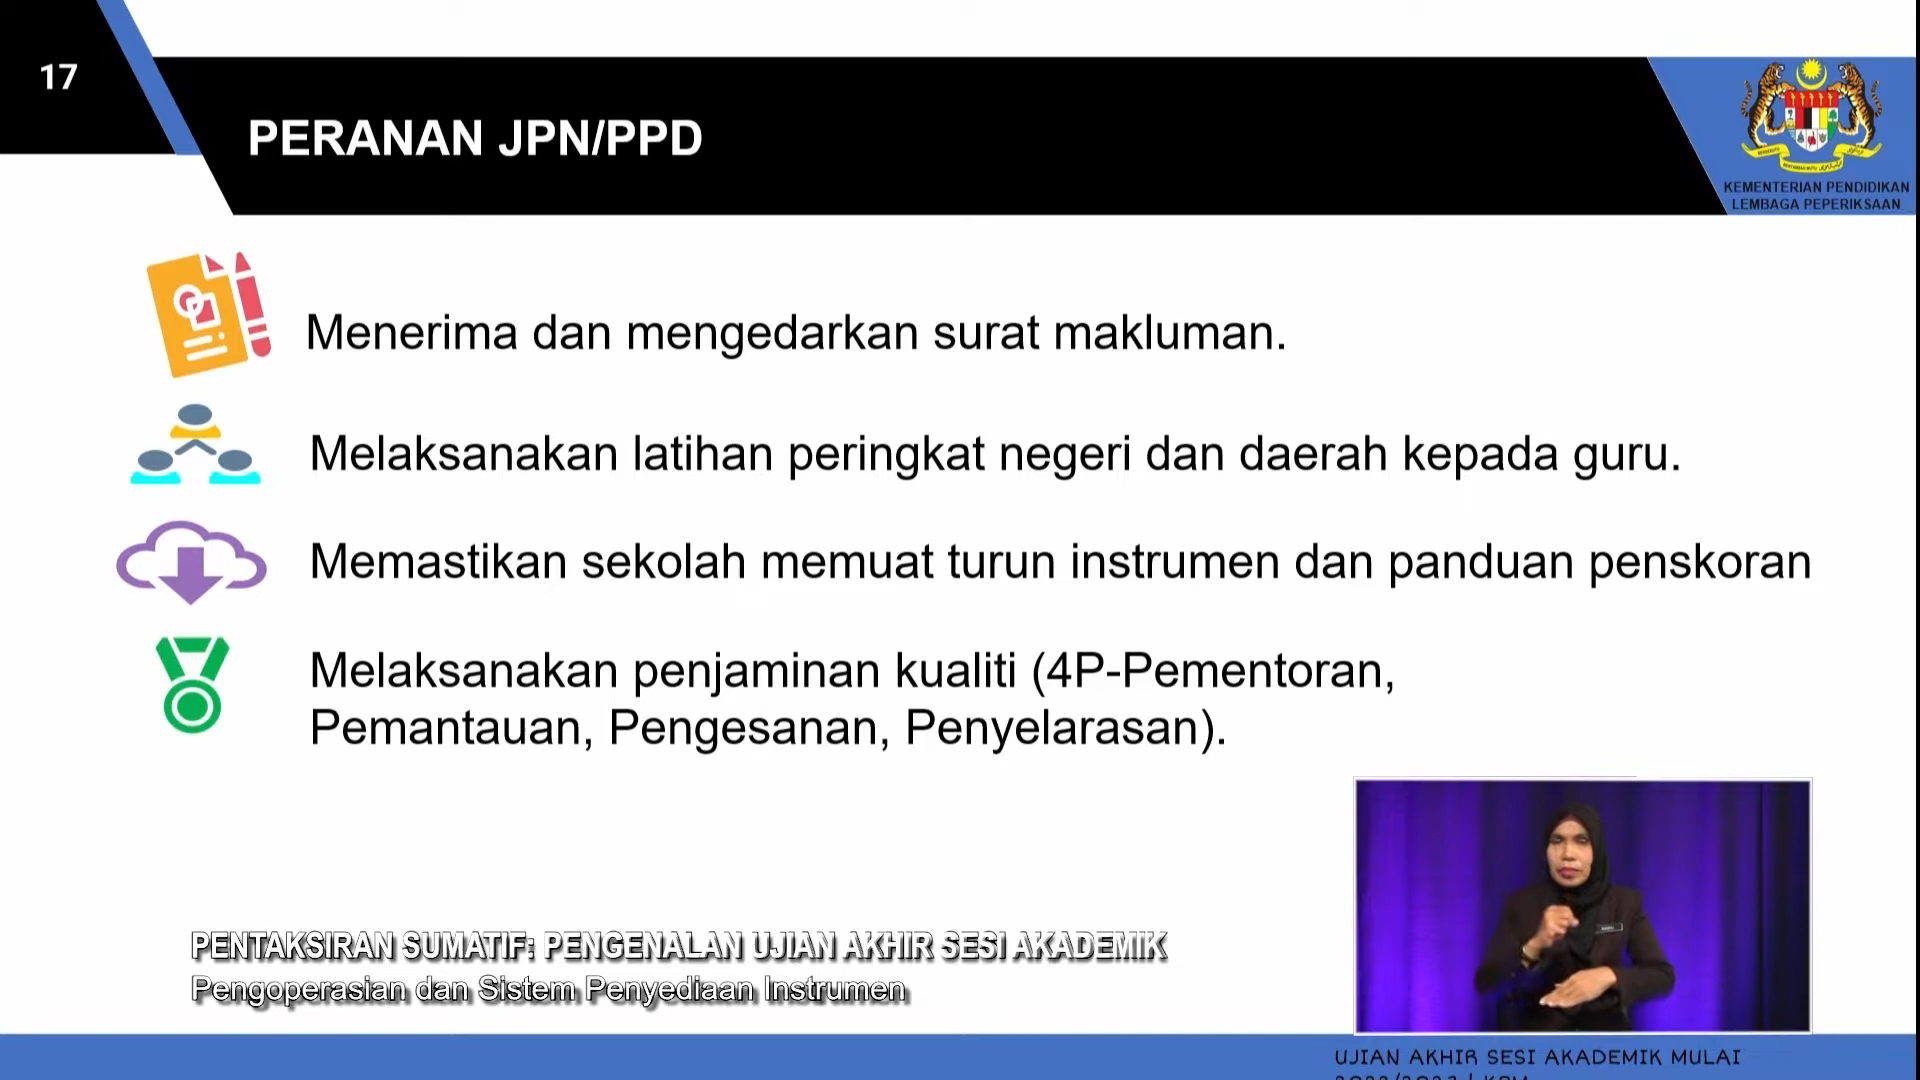 17
PERANAN JPN/PPD
KEMENTERIAN PENDIDIKAN
LEMBAGA PEPERIKSAAN
Menerima dan mengedarkan surat makluman.
Melaksanakan latihan peringkat negeri dan daerah kepada guru.
Memastikan sekolah memuat turun instrumen dan panduan penskoran
Melaksanakan penjaminan kualiti (4P-Pementoran,
Pemantauan, Pengesanan, Penyelarasan).
PENTAKSIRAN SUMATIF: PENGENALAN UJIAN AKHIR SESI AKADEMIK
Pengoperasian dan Sistem Penyediaan Instrumen
UJIAN AKHIR SESI AKADEMIK MULAI